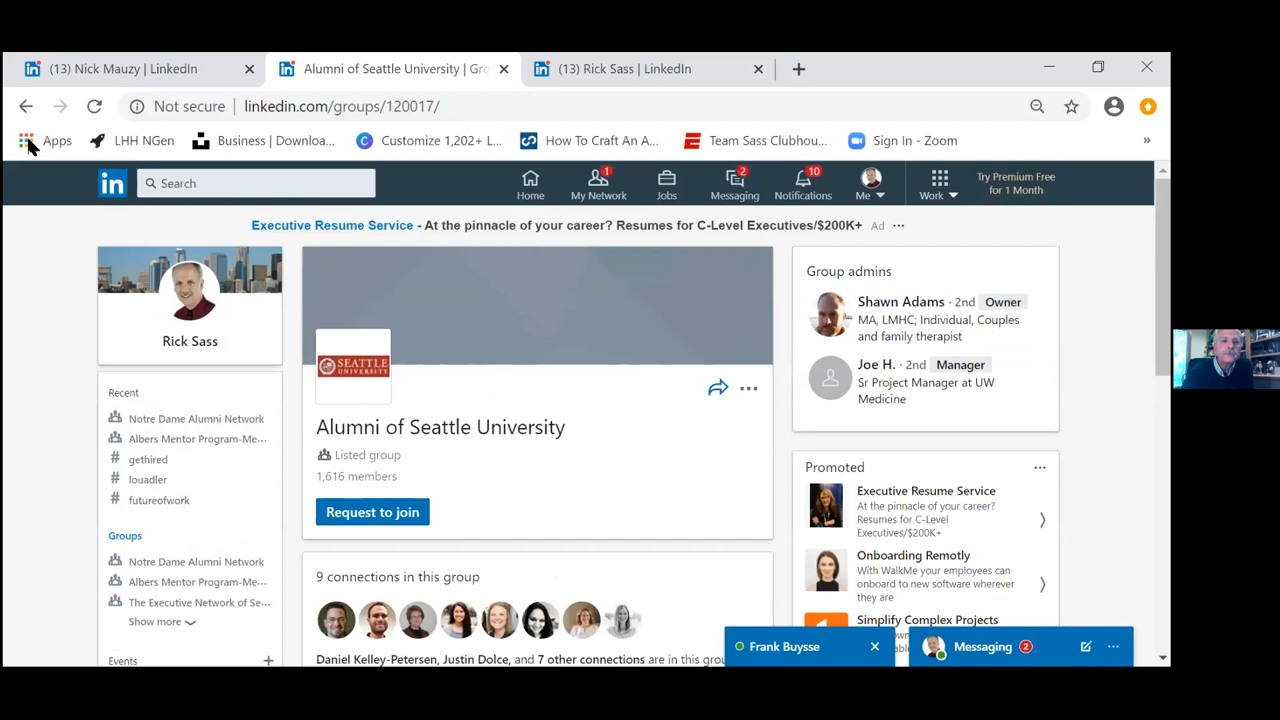 (13) Nick Mauzy | LinkedIn
Alumni of Seattle University | Gro
(13) Rick Sass | LinkedIn
Not secure
linkedin.com/groups/120017/
Apps
LHH NGen
Business | Downloa...
Customize 1,202+ L...
How To Craft An A...
Team Sass Clubhou...
Sign In - Zoom
»
in
Search
Home
My Network
1
Jobs
Messaging
2
Notifications
10
Me
Work
Try Premium Free
for 1 Month
Executive Resume Service - At the pinnacle of your career? Resumes for C-Level Executives/$200K+ Ad ...
Rick Sass
Recent
Notre Dame Alumni Network
Albers Mentor Program-Me...
# gethired
# louadler
# futureofwork
Groups
Notre Dame Alumni Network
Albers Mentor Program-Me...
The Executive Network of Se...
Show more
Events +
SEATTLE
UNIVERSITY
Alumni of Seattle University
Listed group
1,616 members
Request to join
9 connections in this group
Daniel Kelley-Petersen, Justin Dolce, and 7 other connections are in this grou
Group admins
Shawn Adams · 2nd Owner
MA, LMHC; Individual, Couples
and family therapist
Joe H. · 2nd Manager
Sr Project Manager at UW
Medicine
Promoted ...
Executive Resume Service
At the pinnacle of your career?
Resumes for C-Level
Executives/$200K+
Onboarding Remotly
With WalkMe your employees can
onboard to new software wherever
they are
Simplify Complex Projects
Frank Buysse
Messaging 2